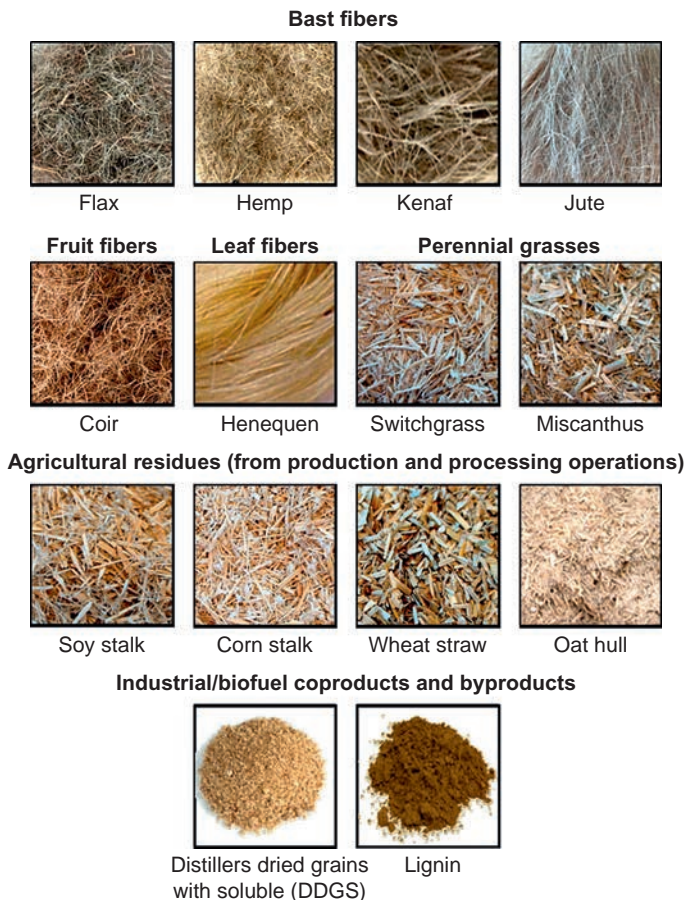 Bast fibers
Flax
Hemp
Kenaf
Jute
Fruit fibers
Leaf fibers
Perennial grasses
Coir
Henequen
Switchgrass
Miscanthus
Agricultural residues (from production and processing operations)
Soy stalk
Corn stalk
Wheat straw
Oat hull
Industrial/biofuel coproducts and byproducts
Distillers dried grains
with soluble (DDGS)
Lignin